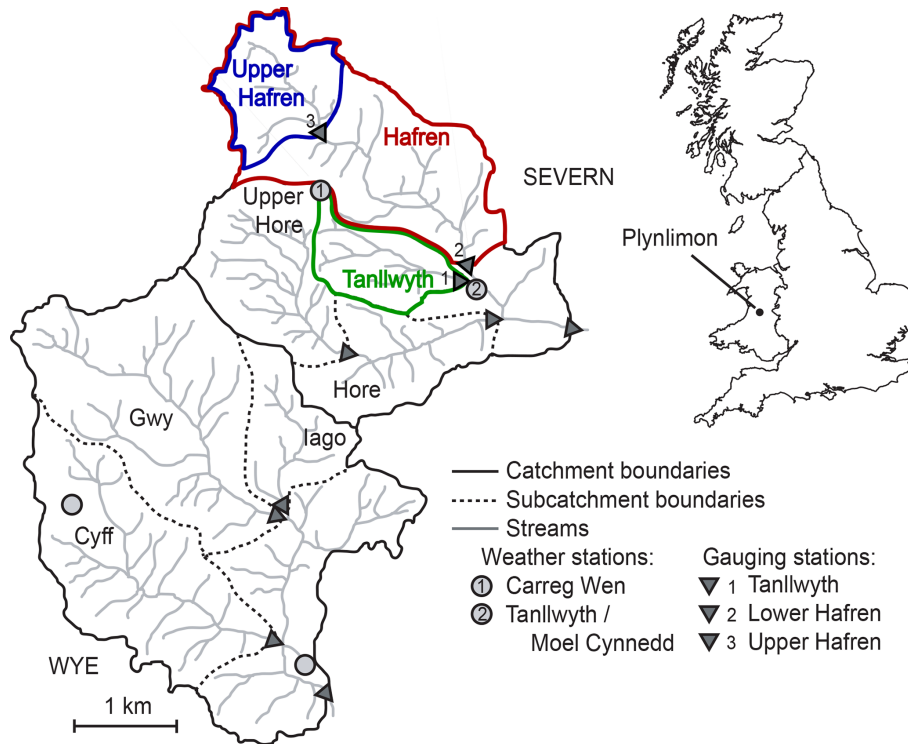 Upper
Hafren
3
Hafren
SEVERN
1
Upper
Hore
Plynlimon
2
Tanllwyth
1
2
Hore
Gwy
Iago
Cyff
WYE
1 km
Catchment boundaries
Subcatchment boundaries
Streams
Weather stations:
1 Carreg Wen
2 Tanllwyth /
Moel Cynnedd
Gauging stations:
1 Tanllwyth
2 Lower Hafren
3 Upper Hafren